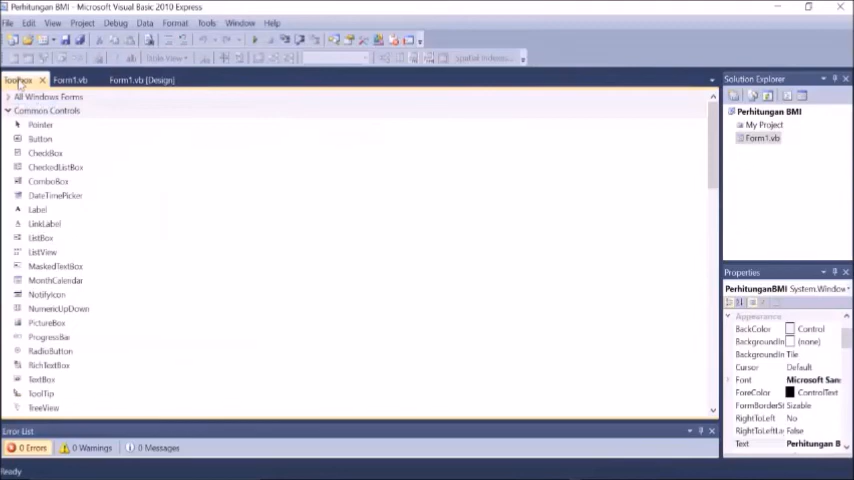 Perhitungan BMI - Microsoft Visual Basic 2010 Express
File Edit View Project Debug Data Format Tools Window Help
Toolbox Form1.vb Form1.vb [Design]
All Windows Forms
Common Controls
Pointer
Button
CheckBox
CheckedListBox
ComboBox
DateTimePicker
Label
LinkLabel
ListBox
ListView
MaskedTextBox
MonthCalendar
NotifyIcon
NumericUpDown
PictureBox
ProgressBar
RadioButton
RichTextBox
TextBox
ToolTip
TreeView
Solution Explorer
Perhitungan BMI
My Project
Form1.vb
Properties
PerhitunganBMI System.Window
Appearance
BackColor Control
BackgroundIn (none)
BackgroundIn Tile
Cursor Default
Font Microsoft San
ForeColor ControlText
FormBorderSt Sizable
RightToLeft No
RightToLeftLa False
Text Perhitungan B
Error List
0 Errors 0 Warnings 0 Messages
Ready